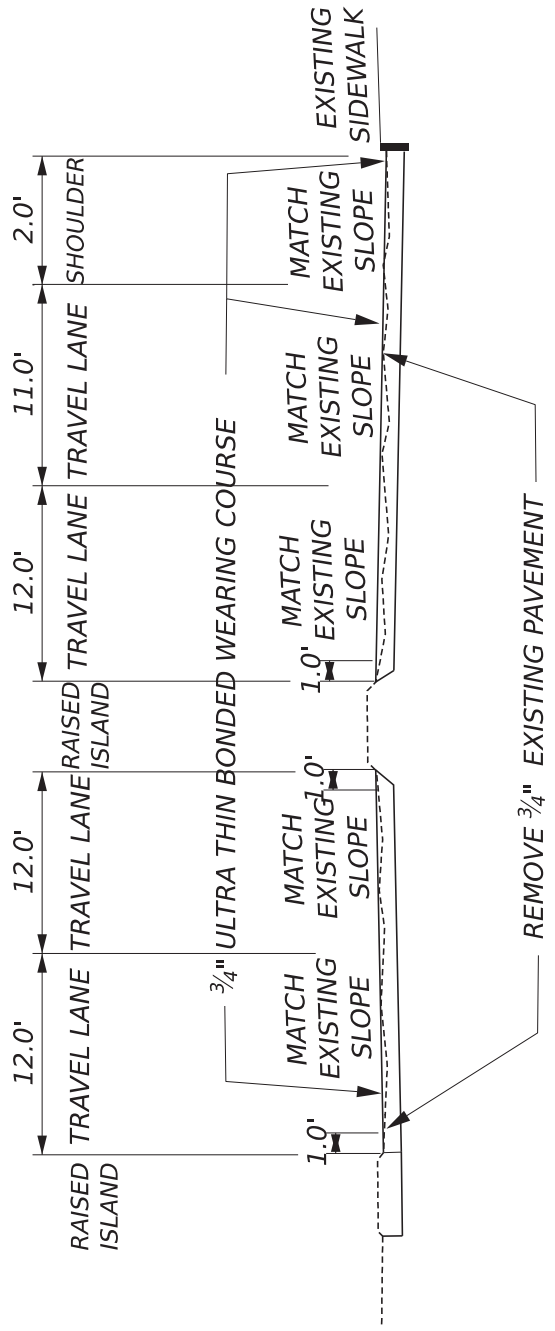 RAISED
ISLAND
12.0'
TRAVEL LANE
12.0'
TRAVEL LANE
RAISED
ISLAND
12.0'
TRAVEL LANE
11.0'
TRAVEL LANE
2.0'
SHOULDER
¾" ULTRA THIN BONDED WEARING COURSE
1.0'
MATCH
EXISTING
SLOPE
MATCH
EXISTING
SLOPE
1.0'
1.0'
MATCH
EXISTING
SLOPE
MATCH
EXISTING
SLOPE
MATCH
EXISTING
SLOPE
EXISTING
SIDEWALK
REMOVE ¾" EXISTING PAVEMENT